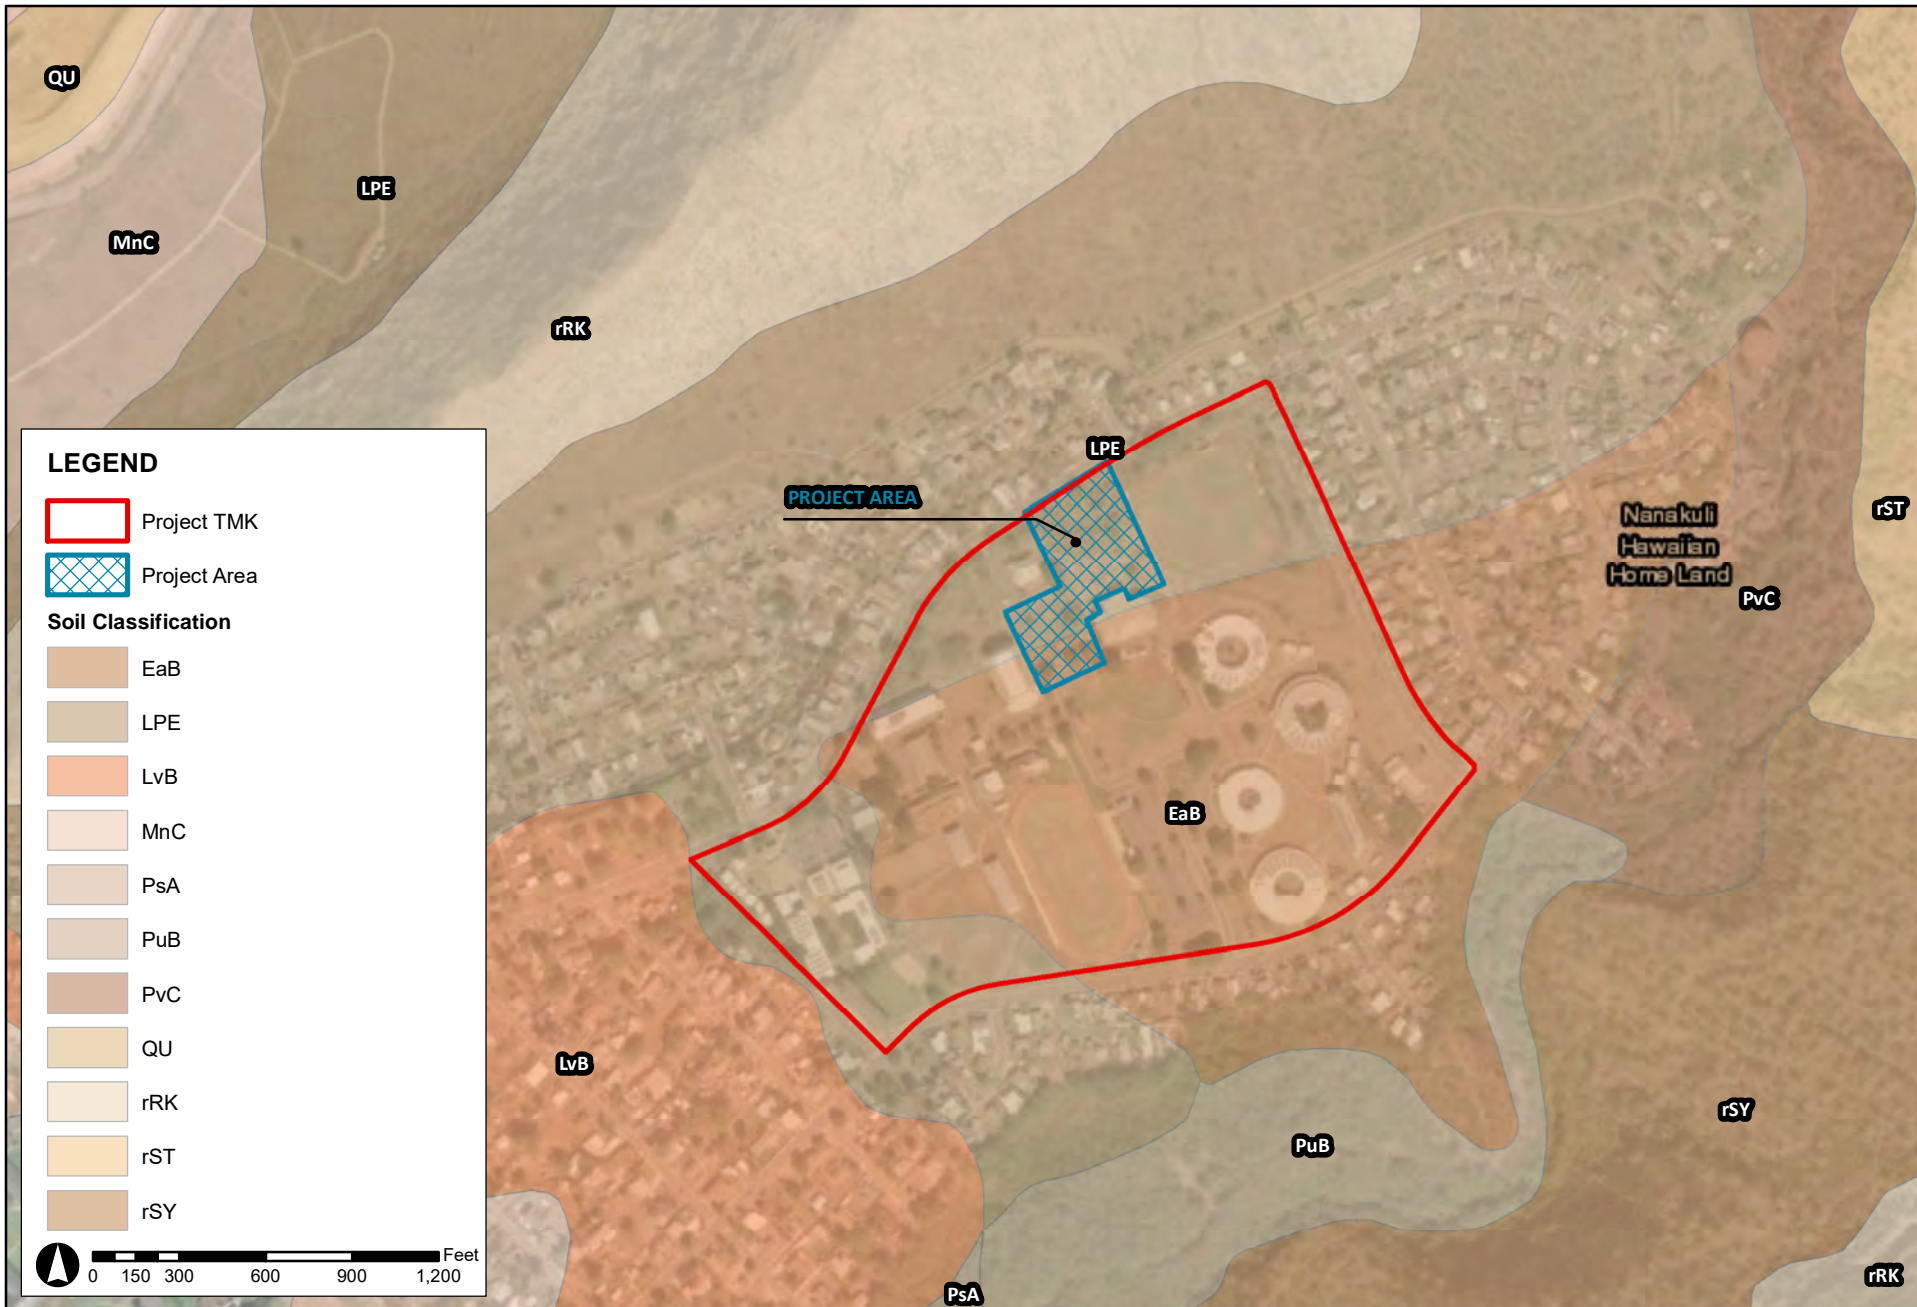 QU
LPE
MnC
rRK
LPE
PROJECT AREA
Nanakuli
Hawaiian
Home Land
rST
PvC
EaB
LvB
rSY
PuB
rRK
PsA
LEGEND
Project TMK
Project Area
Soil Classification
EaB
LPE
LvB
MnC
PsA
PuB
PvC
QU
rRK
rST
rSY
Feet
0 150 300 600 900 1,200